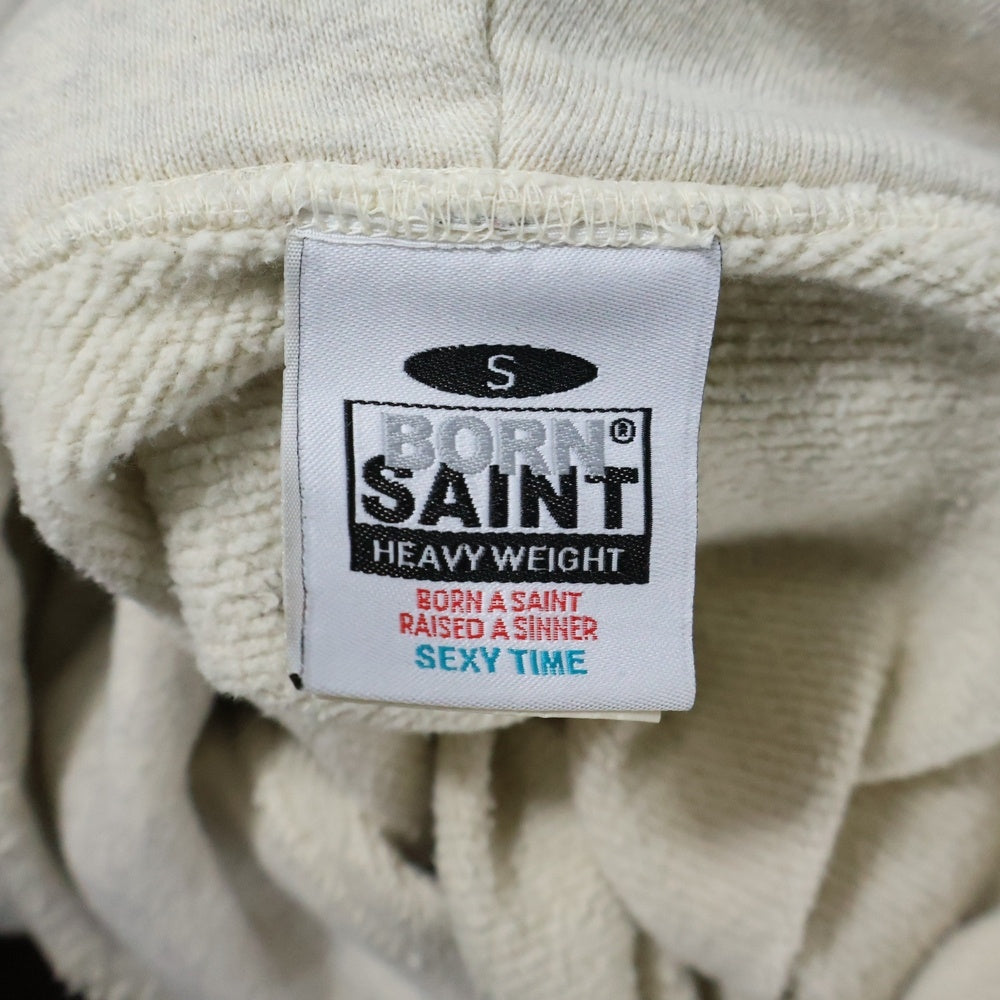 S
BORN®
SAINT
HEAVY WEIGHT
BORN A SAINT
RAISED A SINNER
SEXY TIME